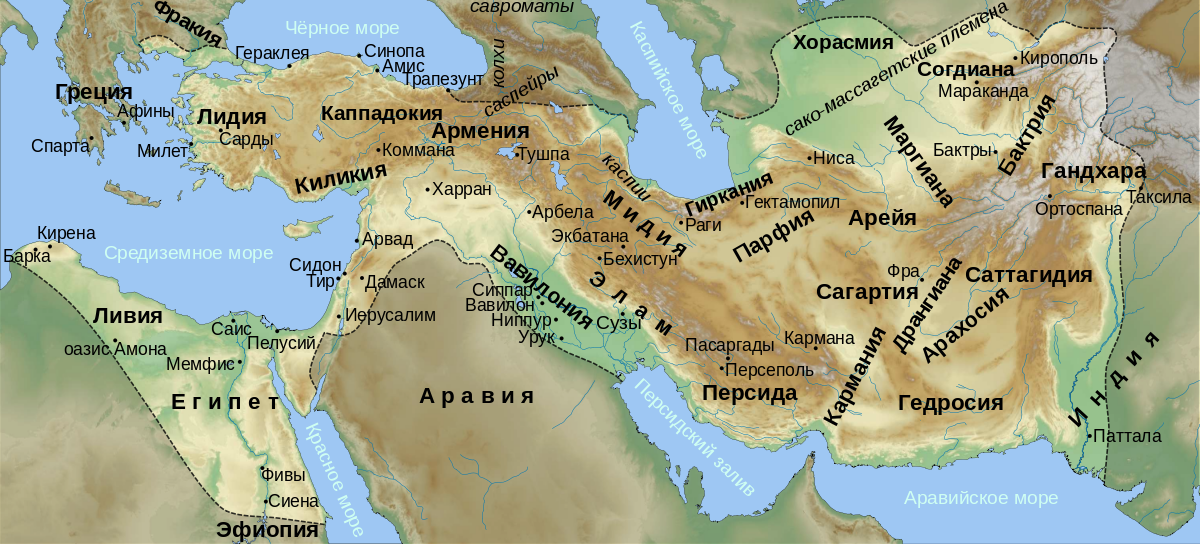 савроматы
Фракия
Чёрное море
Каспийское море
колхи
Хорасмия
сако-массагетские племена
Гераклея
Синопа
Амис
Трапезунт
Согдиана
Кирополь
Мараканда
Греция
Афины
Лидия
Сарды
Каппадокия
саспейры
Армения
Спарта
Милет
Коммана
Тушпа
Ниса
Маргиана
Бактры
Бактрия
Киликия
Харран
каспии
Гиркания
Гектамопил
Гандхара
Таксила
Ортоспана
Мидия
Арбела
Раги
Парфия
Арейя
Кирена
Барка
Средиземное море
Арвад
Экбатана
Бехистун
Сидон
Тир
Дамаск
Вавилония
Элам
Фра
Саттагидия
Сагартия
Дрангиана
Арахосия
Сиппар
Вавилон
Ниппур
Урук
Сузы
Ливия
Саис
Пелусий
Иерусалим
оазис Амона
Мемфис
Пасаргады
Кармана
Персеполь
Персида
Кармания
Гедросия
Индия
Египет
Аравия
Персидский залив
Красное море
Паттала
Фивы
Сиена
Аравийское море
Эфиопия